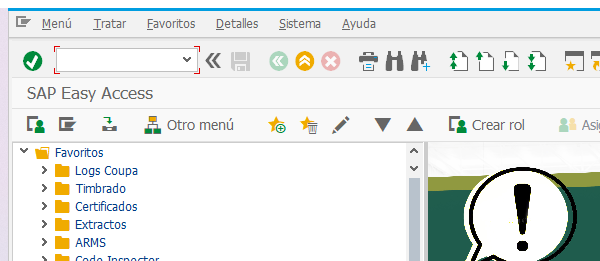 Menú Tratar Favoritos Detalles Sistema Ayuda
SAP Easy Access
Otro menú Crear rol
Favoritos
Logs Coupa
Timbrado
Certificados
Extractos
ARMS
Code Inspector